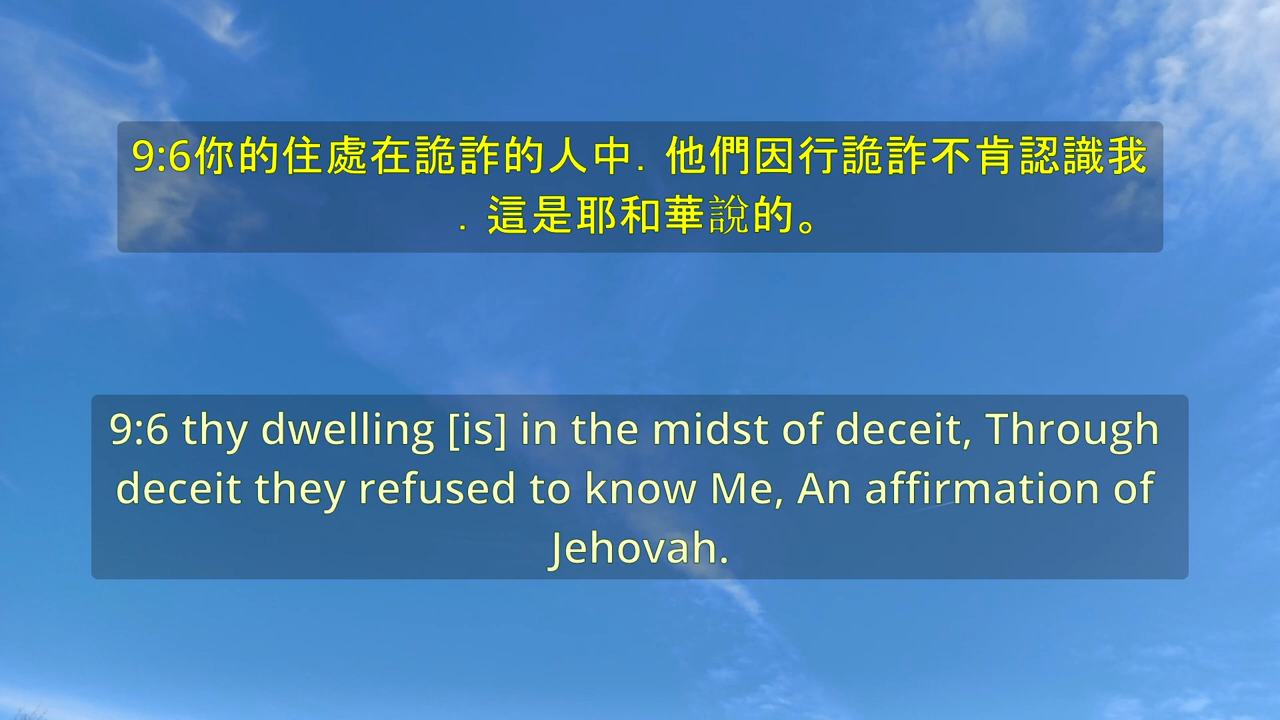 9:6你的住處在詭詐的人中．他們因行詭詐不肯認識我
．這是耶和華說的。
9:6 thy dwelling [is] in the midst of deceit, Through
deceit they refused to know Me, An affirmation of
Jehovah.